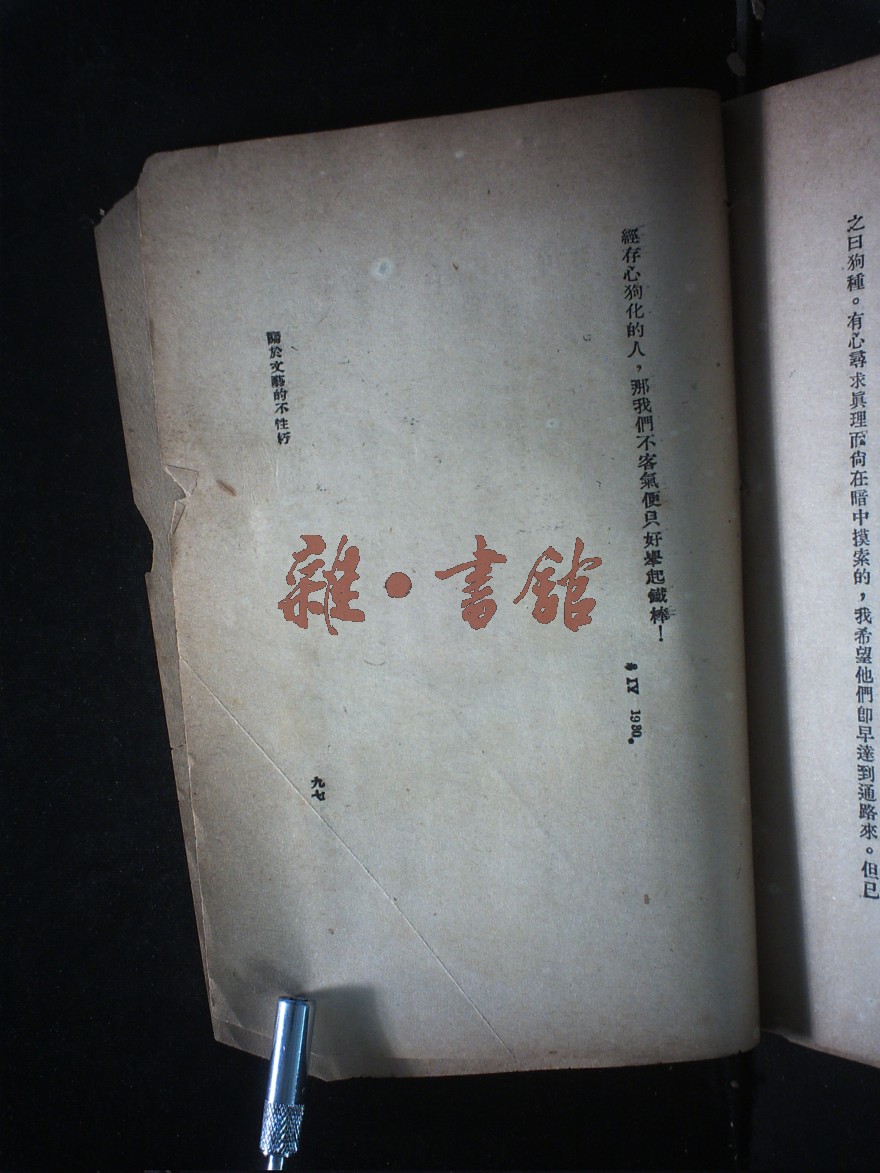 之曰狗種。有心尋求眞理而尙在暗中摸索的，我希望他們卽早達到通路來。但已
經存心狗化的人，那我們不客氣便只好舉起鐵棒！
IV 1930。
關於文藝的不朽性
九七
雜·書館